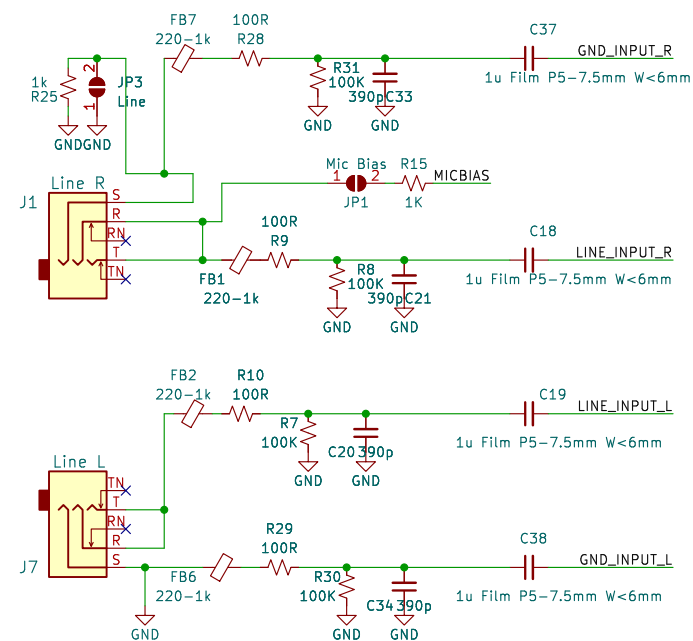 FB7
220-1k
100R
R28
C37
GND_INPUT_R
1u Film P5-7.5mm W<6mm
1k
R25
2
1
JP3
Line
R31
100K
390p
C33
GND
GND
GND
GND
Mic Bias
1
2
JP1
R15
1K
MICBIAS
Line R
J1
S
R
RN
T
TN
100R
R9
FB1
220-1k
R8
100K
390p
C21
GND
GND
C18
LINE_INPUT_R
1u Film P5-7.5mm W<6mm
FB2
220-1k
R10
100R
R7
100K
C20
390p
GND
GND
C19
LINE_INPUT_L
1u Film P5-7.5mm W<6mm
Line L
J7
TN
T
RN
R
S
R29
100R
FB6
220-1k
R30
100K
C34
390p
GND
GND
GND
C38
GND_INPUT_L
1u Film P5-7.5mm W<6mm